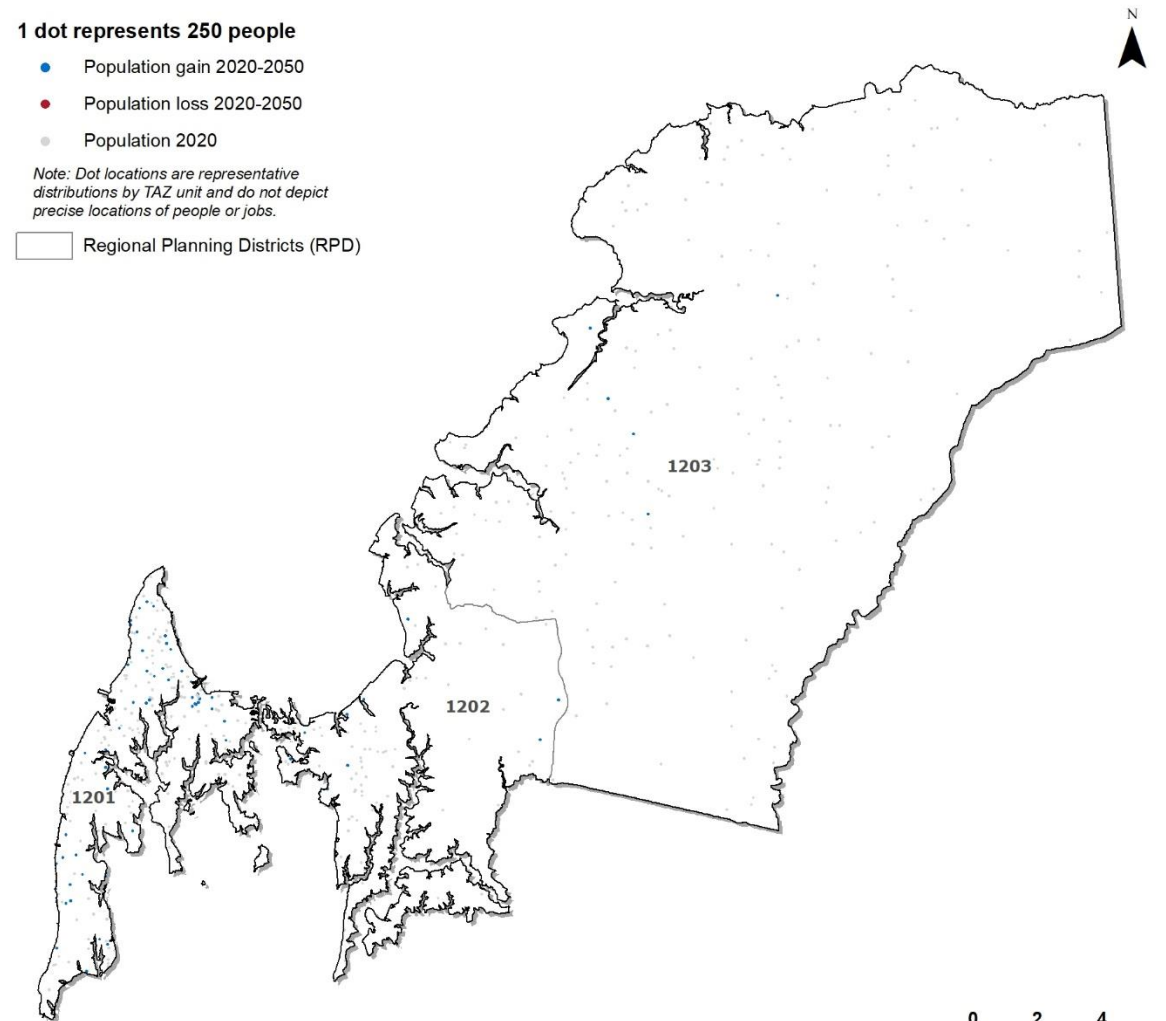 1 dot represents 250 people
Population gain 2020-2050
Population loss 2020-2050
Population 2020
Note: Dot locations are representative
distributions by TAZ unit and do not depict
precise locations of people or jobs.
Regional Planning Districts (RPD)
N
1203
1202
1201
0 2 4